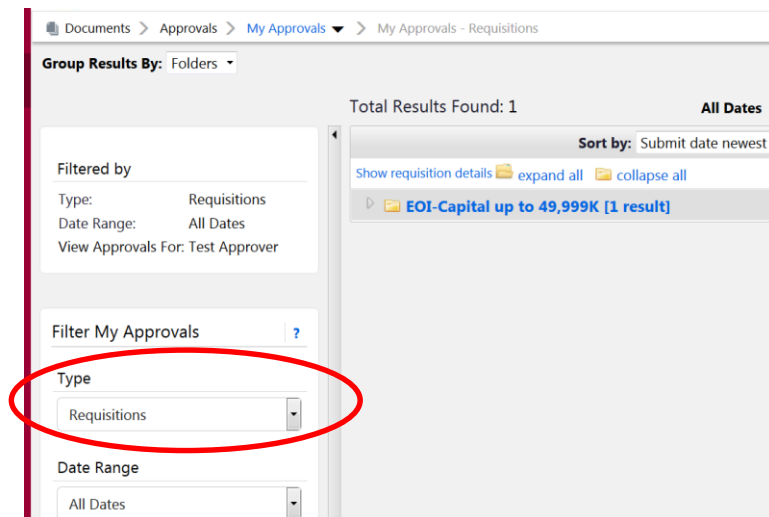 Documents > Approvals > My Approvals > My Approvals - Requisitions
Group Results By: Folders
Total Results Found: 1 All Dates
Sort by: Submit date newest
Show requisition details expand all collapse all
EOI-Capital up to 49,999K [1 result]
Filtered by
Type: Requisitions
Date Range: All Dates
View Approvals For: Test Approver
Filter My Approvals ?
Type
Requisitions
Date Range
All Dates